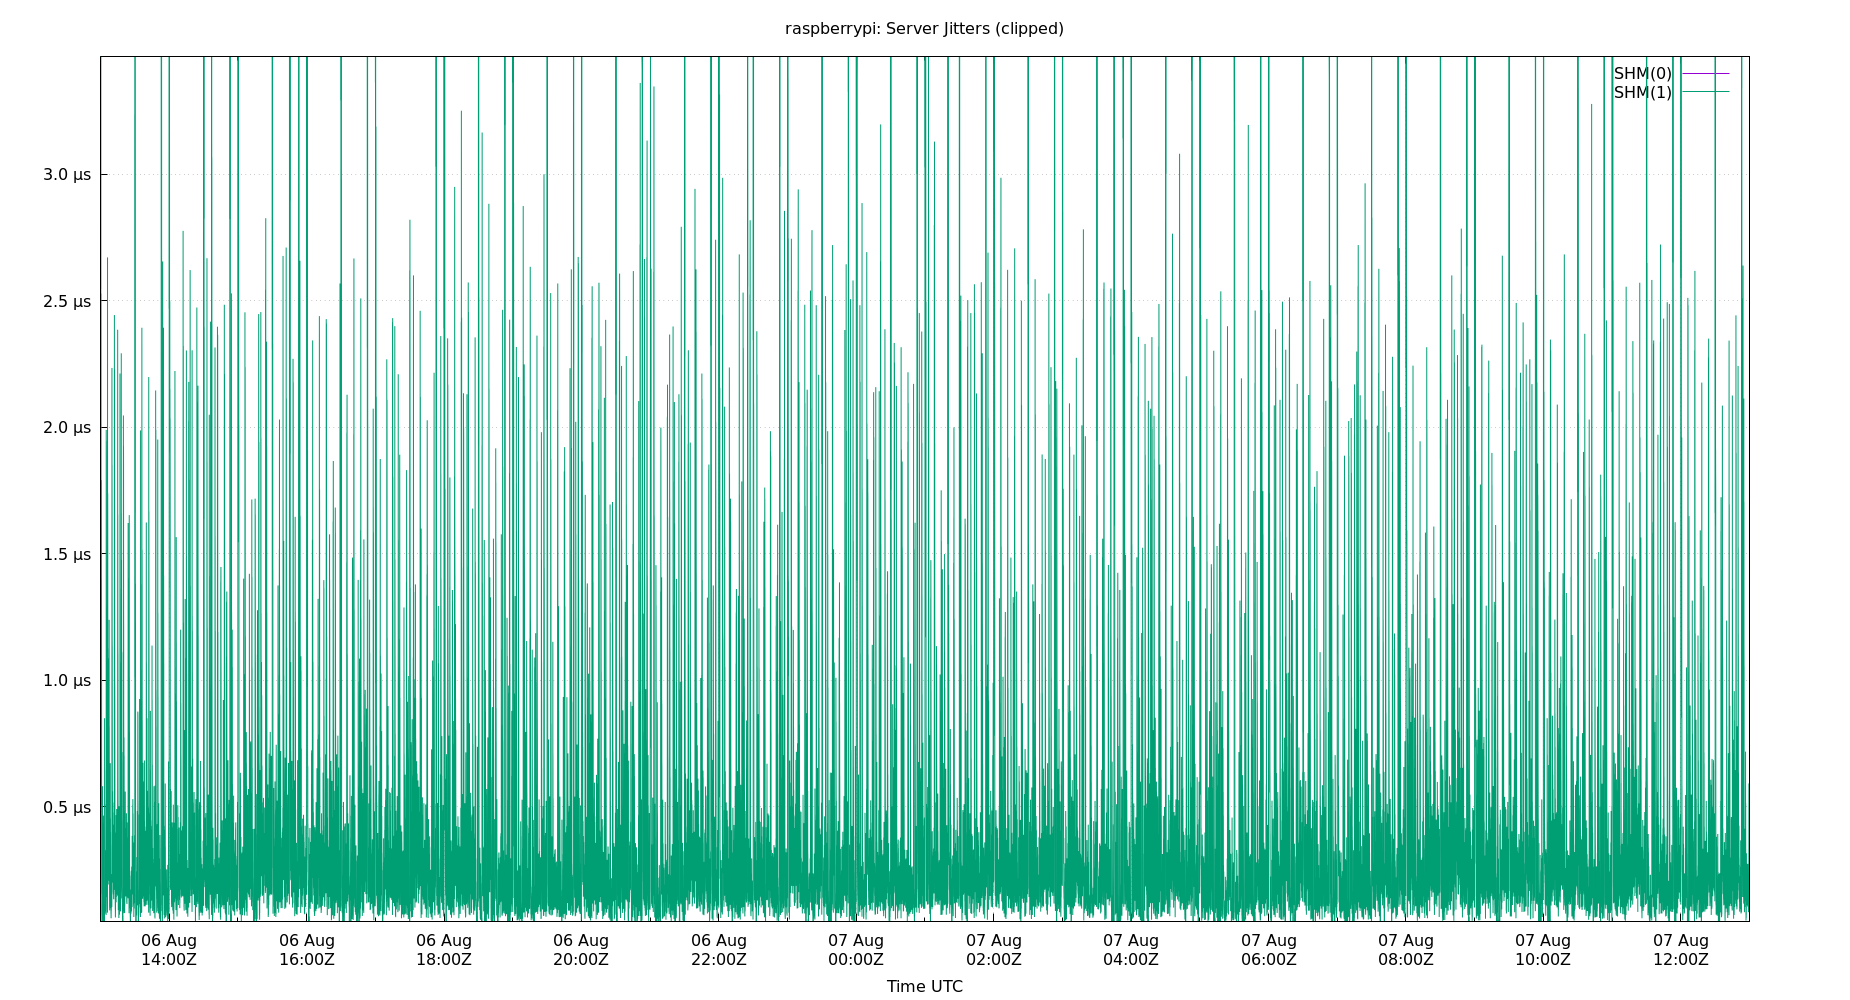 raspberrypi: Server Jitters (clipped)
SHM(0)
SHM(1)
3.0 µs
2.5 µs
2.0 µs
1.5 µs
1.0 µs
0.5 µs
06 Aug 06 Aug 06 Aug 06 Aug 06 Aug 07 Aug 07 Aug 07 Aug 07 Aug 07 Aug 07 Aug 07 Aug
14:00Z 16:00Z 18:00Z 20:00Z 22:00Z 00:00Z 02:00Z 04:00Z 06:00Z 08:00Z 10:00Z 12:00Z
Time UTC